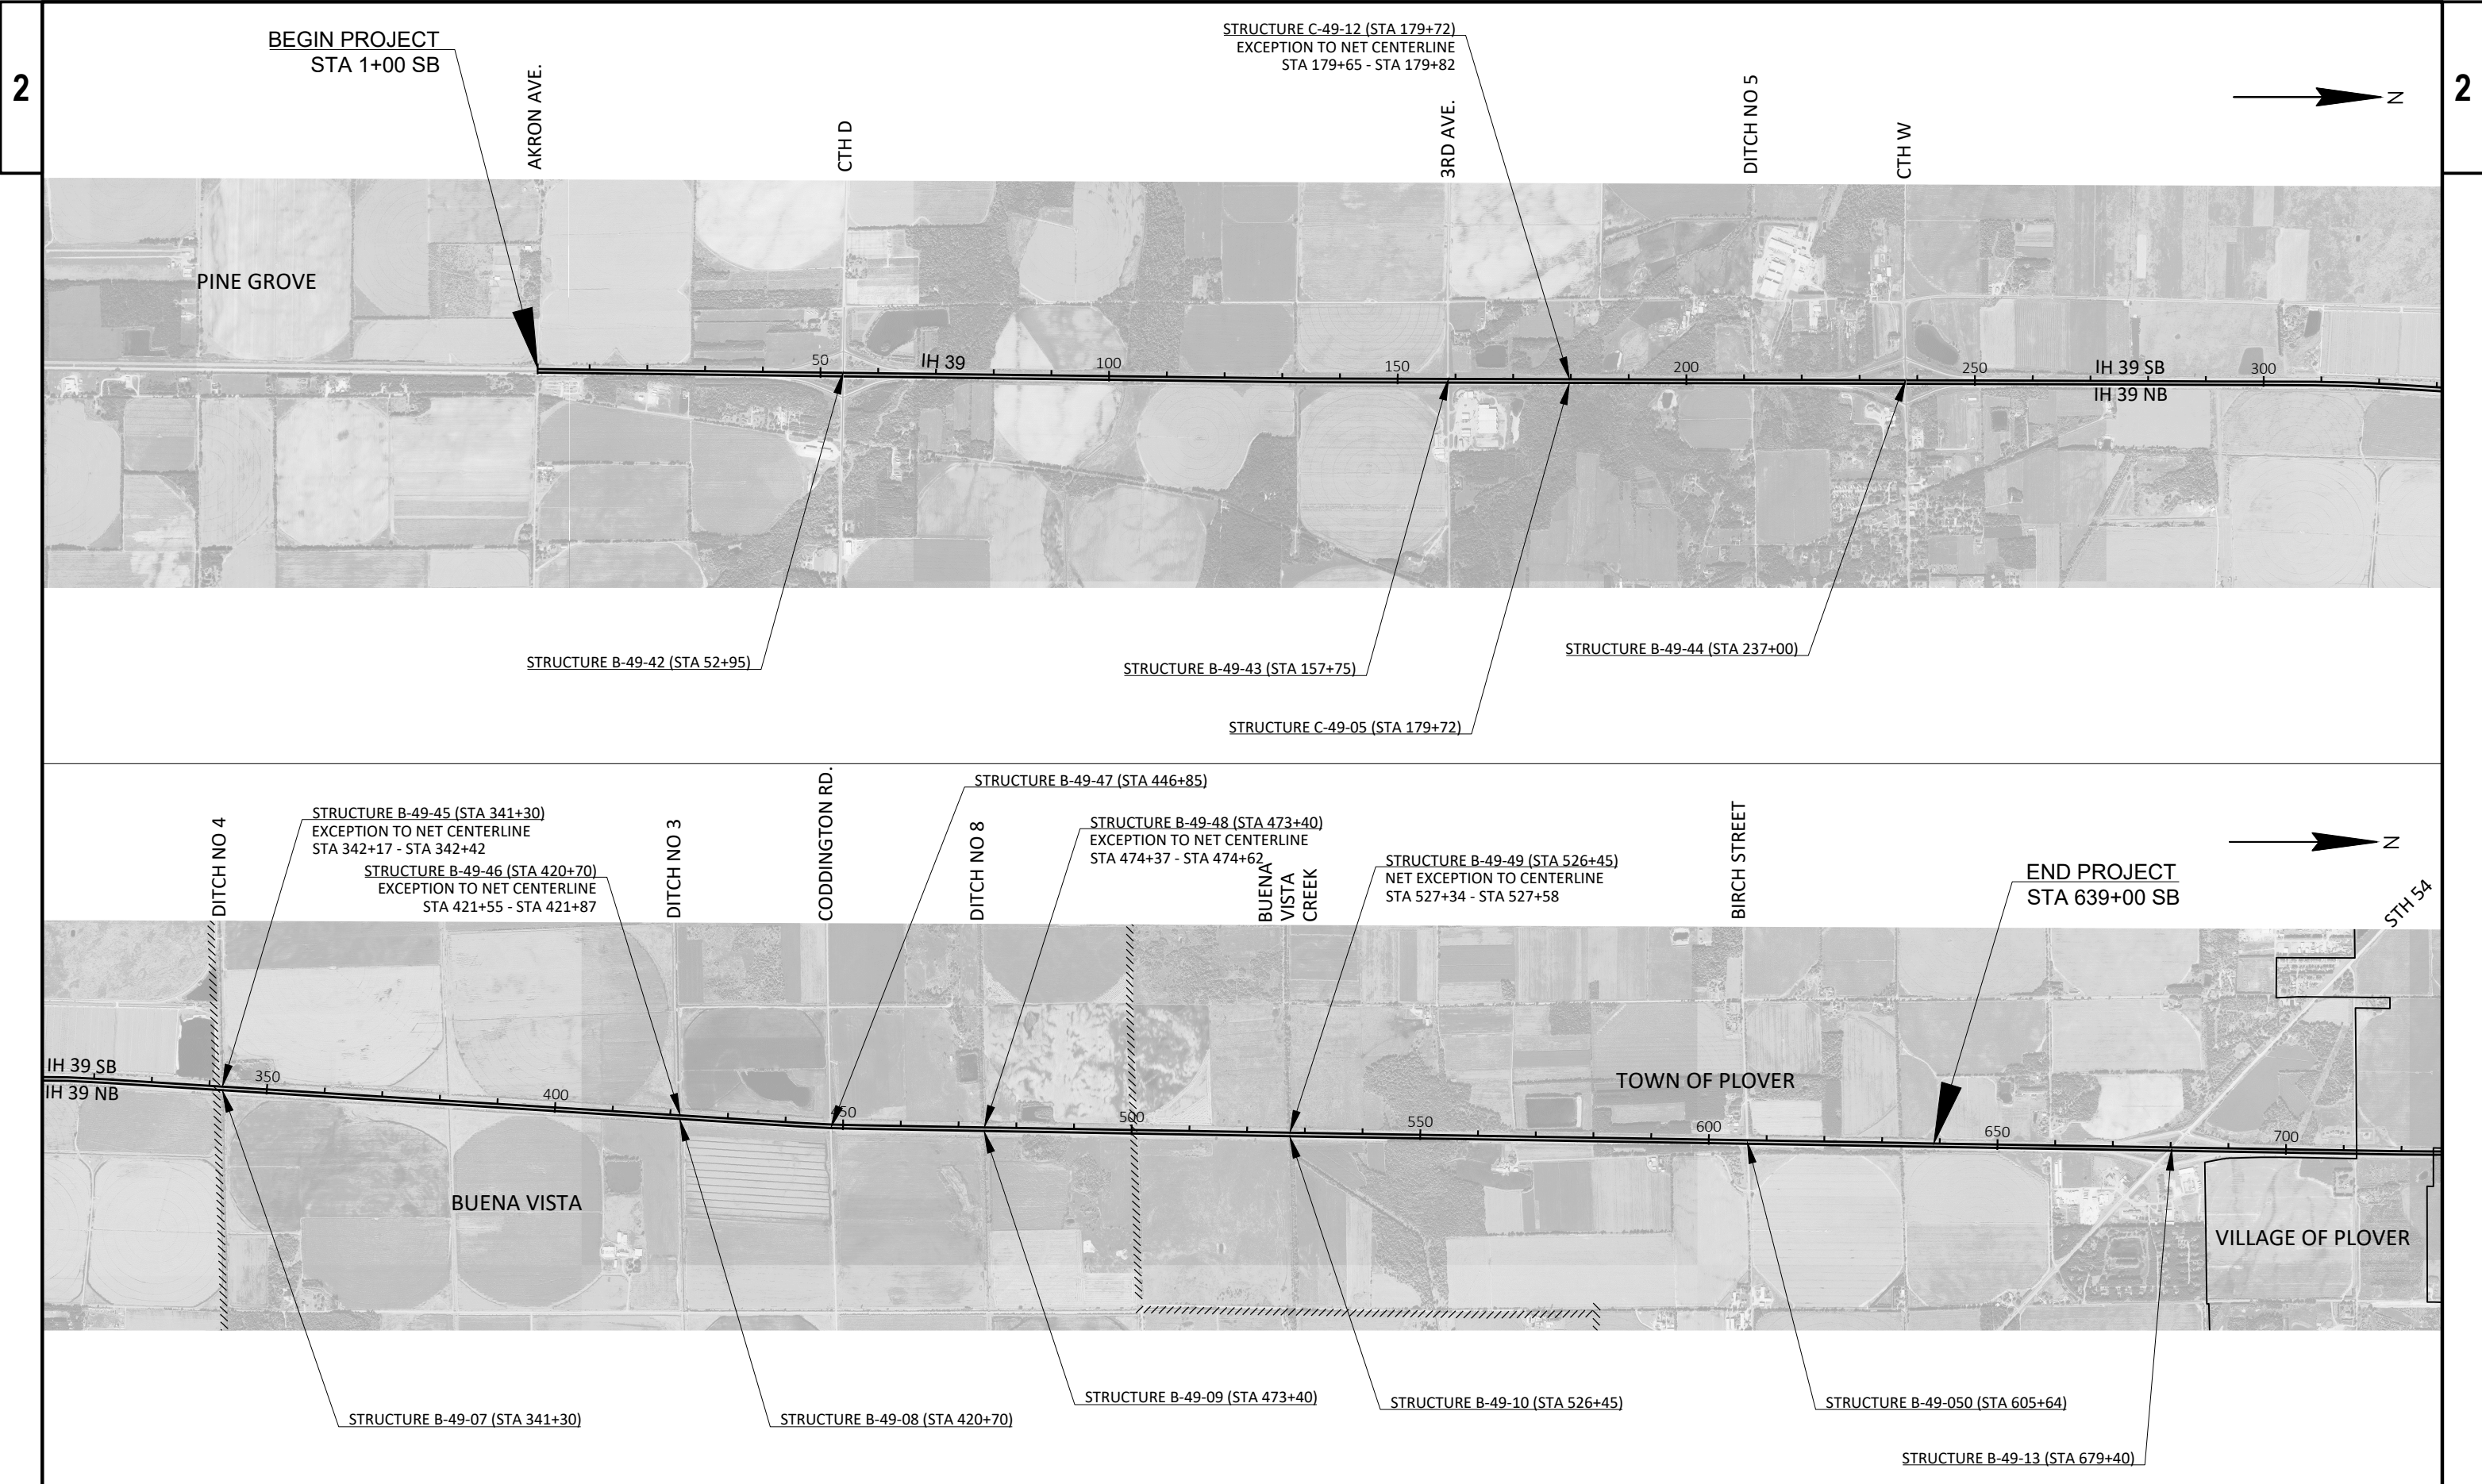 2
2
BEGIN PROJECT
STA 1+00 SB
AKRON AVE.
CTH D
STRUCTURE C-49-12 (STA 179+72)
EXCEPTION TO NET CENTERLINE
STA 179+65 - STA 179+82
3RD AVE.
DITCH NO 5
CTH W
N
PINE GROVE
50
IH 39
100
150
200
250
IH 39 SB
IH 39 NB
300
STRUCTURE B-49-42 (STA 52+95)
STRUCTURE B-49-43 (STA 157+75)
STRUCTURE B-49-44 (STA 237+00)
STRUCTURE C-49-05 (STA 179+72)
DITCH NO 4
STRUCTURE B-49-45 (STA 341+30)
EXCEPTION TO NET CENTERLINE
STA 342+17 - STA 342+42
STRUCTURE B-49-46 (STA 420+70)
EXCEPTION TO NET CENTERLINE
STA 421+55 - STA 421+87
DITCH NO 3
CODDINGTON RD.
STRUCTURE B-49-47 (STA 446+85)
DITCH NO 8
STRUCTURE B-49-48 (STA 473+40)
EXCEPTION TO NET CENTERLINE
STA 474+37 - STA 474+62
BUENA
VISTA
CREEK
STRUCTURE B-49-49 (STA 526+45)
NET EXCEPTION TO CENTERLINE
STA 527+34 - STA 527+58
BIRCH STREET
END PROJECT
STA 639+00 SB
N
STH 54
IH 39 SB
IH 39 NB
350
400
450
500
550
600
650
700
TOWN OF PLOVER
BUENA VISTA
VILLAGE OF PLOVER
STRUCTURE B-49-07 (STA 341+30)
STRUCTURE B-49-08 (STA 420+70)
STRUCTURE B-49-09 (STA 473+40)
STRUCTURE B-49-10 (STA 526+45)
STRUCTURE B-49-050 (STA 605+64)
STRUCTURE B-49-13 (STA 679+40)